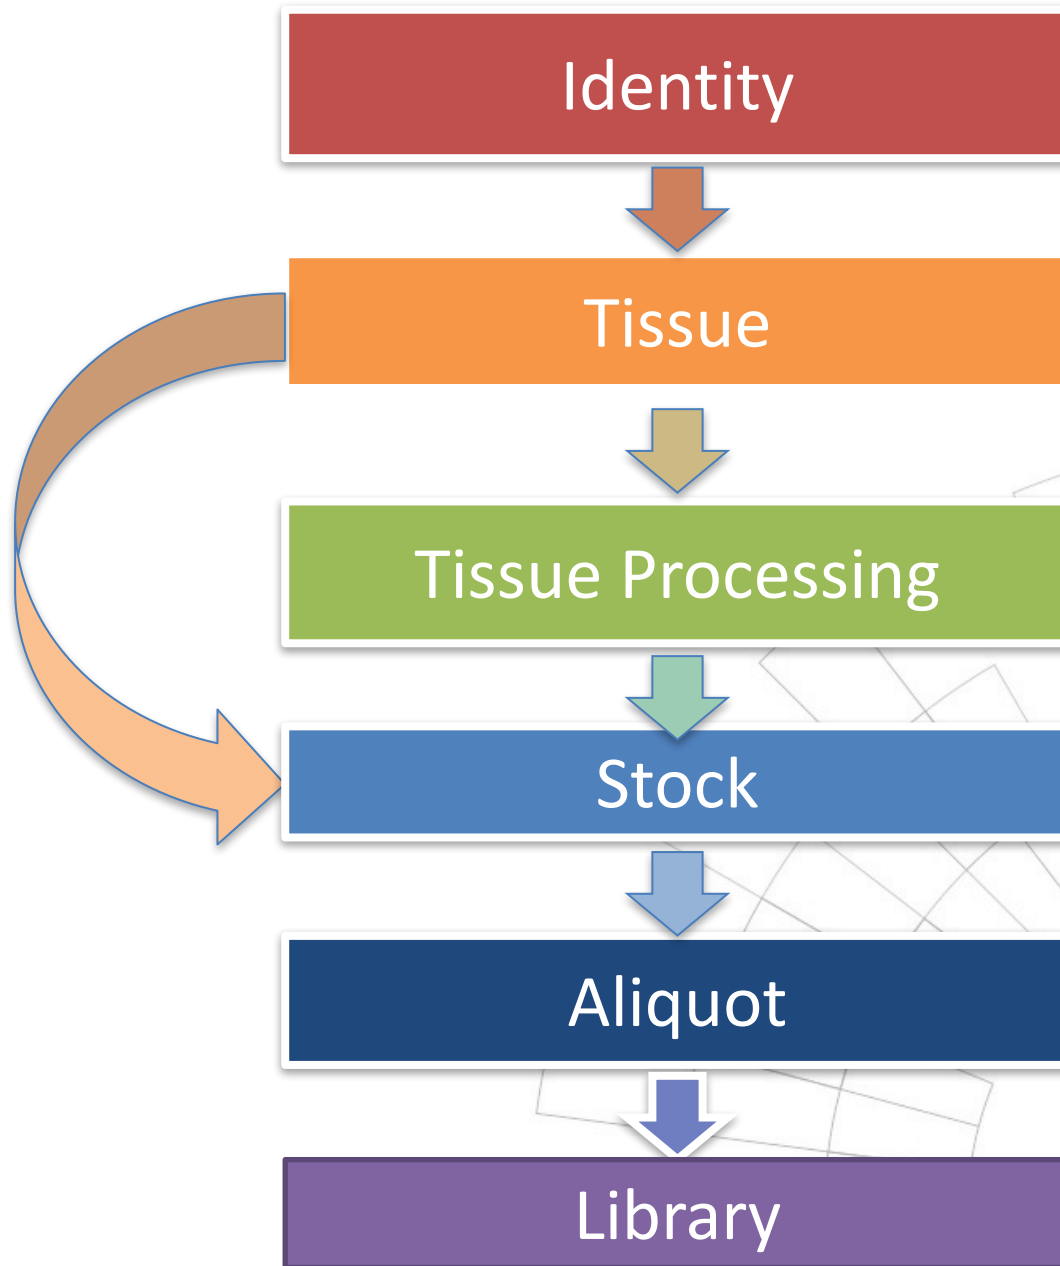 Identity
Tissue
Tissue Processing
Stock
Aliquot
Library